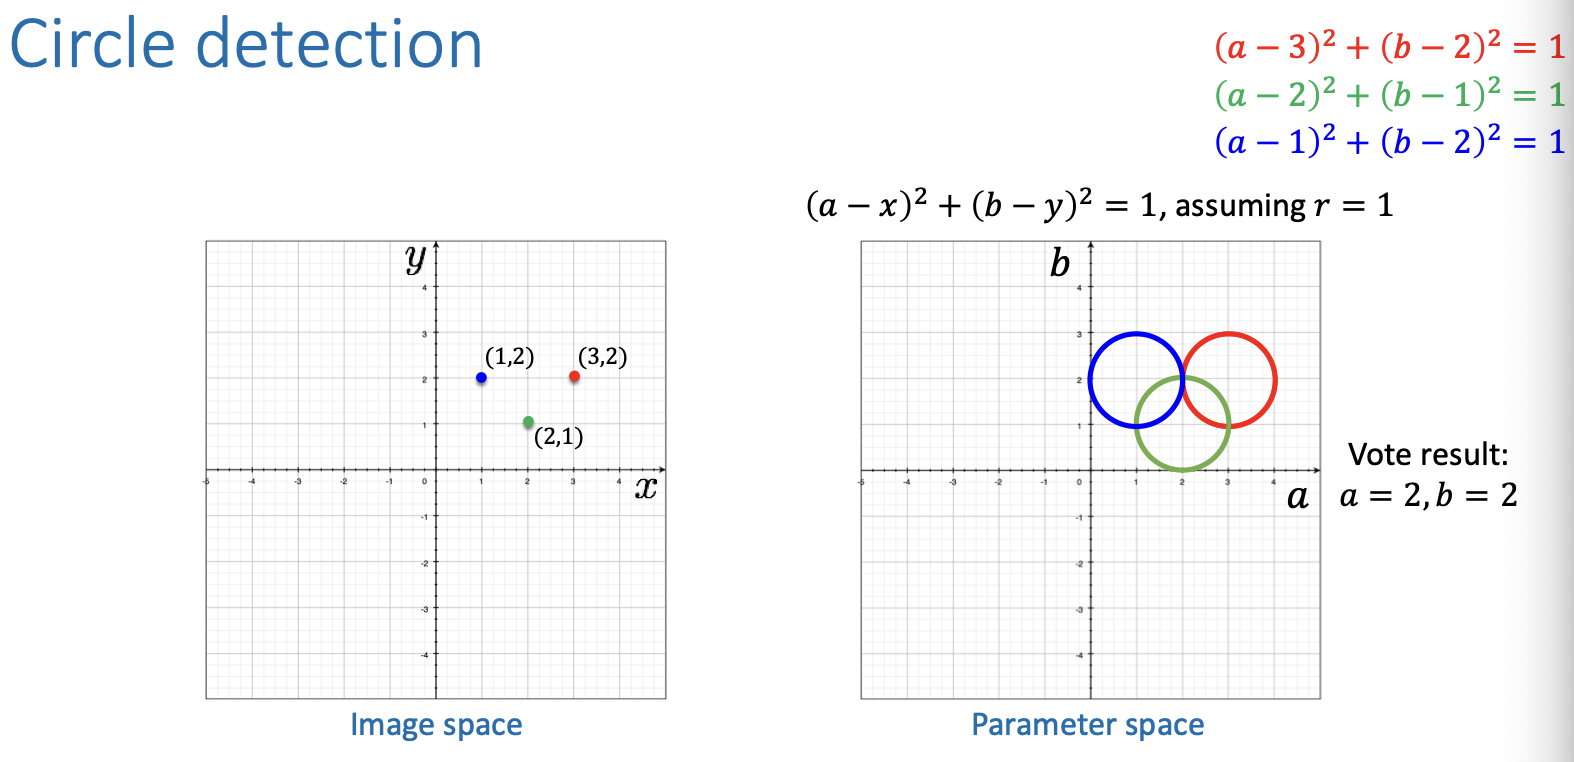 Circle detection
(a − 3)² + (b − 2)² = 1
(a − 2)² + (b − 1)² = 1
(a − 1)² + (b − 2)² = 1
(a − x)² + (b − y)² = 1, assuming r = 1
y
4
3
(1,2)
(3,2)
2
1
(2,1)
-5 -4 -3 -2 -1 0 1 2 3 4 x
-1
-2
-3
-4
Image space
b
4
3
2
1
-5 -4 -3 -2 -1 0 1 2 3 4 a
-1
-2
-3
-4
Parameter space
Vote result:
a = 2, b = 2